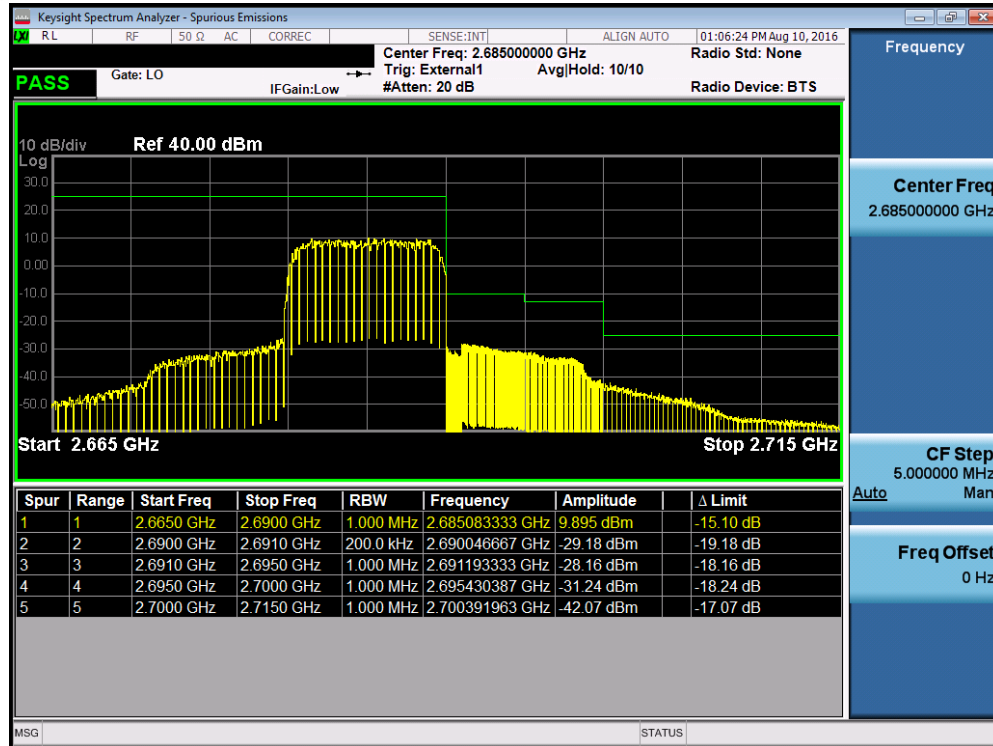 Keysight Spectrum Analyzer - Spurious Emissions
LXI RL RF 50 Ω AC CORREC SENSE:INT ALIGN AUTO 01:06:24 PM Aug 10, 2016
Center Freq: 2.685000000 GHz Radio Std: None
PASS Gate: LO Trig: External1 Avg|Hold: 10/10
IFGain:Low #Atten: 20 dB Radio Device: BTS
10 dB/div Ref 40.00 dBm
Log
30.0
20.0
10.0
0.00
-10.0
-20.0
-30.0
-40.0
-50.0
Start 2.665 GHz Stop 2.715 GHz
Spur Range Start Freq Stop Freq RBW Frequency Amplitude Δ Limit
1 1 2.6650 GHz 2.6900 GHz 1.000 MHz 2.685083333 GHz 9.895 dBm -15.10 dB
2 2 2.6900 GHz 2.6910 GHz 200.0 kHz 2.690046667 GHz -29.18 dBm -19.18 dB
3 3 2.6910 GHz 2.6950 GHz 1.000 MHz 2.691193333 GHz -28.16 dBm -18.16 dB
4 4 2.6950 GHz 2.7000 GHz 1.000 MHz 2.695430387 GHz -31.24 dBm -18.24 dB
5 5 2.7000 GHz 2.7150 GHz 1.000 MHz 2.700391963 GHz -42.07 dBm -17.07 dB
MSG STATUS
Frequency
Center Freq
2.685000000 GHz
CF Step
5.000000 MHz
Auto Man
Freq Offset
0 Hz